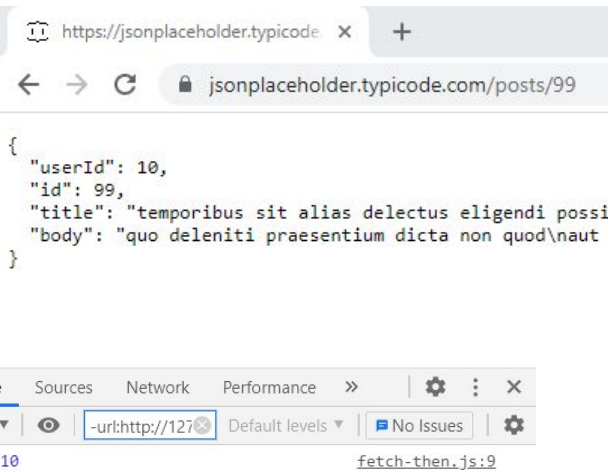 https://jsonplaceholder.typicode.
jsonplaceholder.typicode.com/posts/99
{
"userId": 10,
"id": 99,
"title": "temporibus sit alias delectus eligendi possi
"body": "quo deleniti praesentium dicta non quod\naut
}
Sources Network Performance »
-url:http://127 Default levels ▼ No Issues
10 fetch-then.js:9